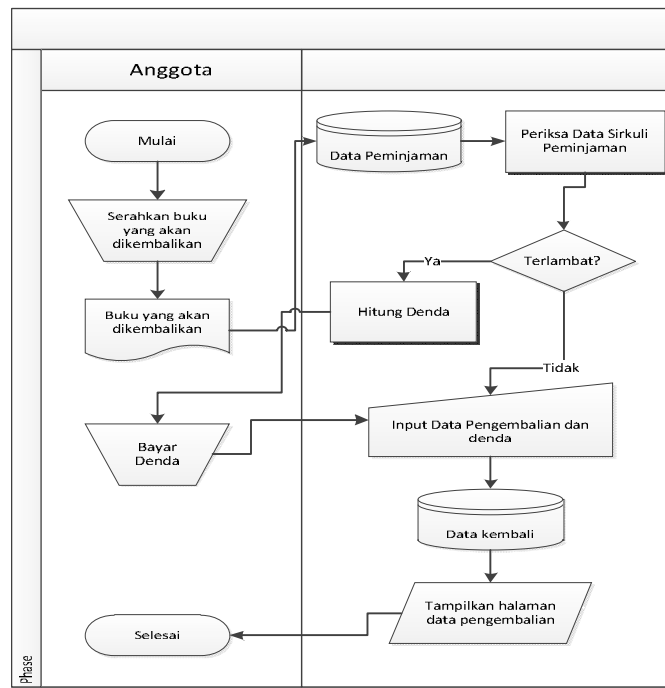 Anggota
Mulai
Data Peminjaman
Periksa Data Sirkuli
Peminjaman
Serahkan buku
yang akan
dikembalikan
Terlambat?
Ya
Buku yang akan
dikembalikan
Hitung Denda
Tidak
Bayar
Denda
Input Data Pengembalian dan
denda
Data kembali
Tampilkan halaman
data pengembalian
Selesai
Phase